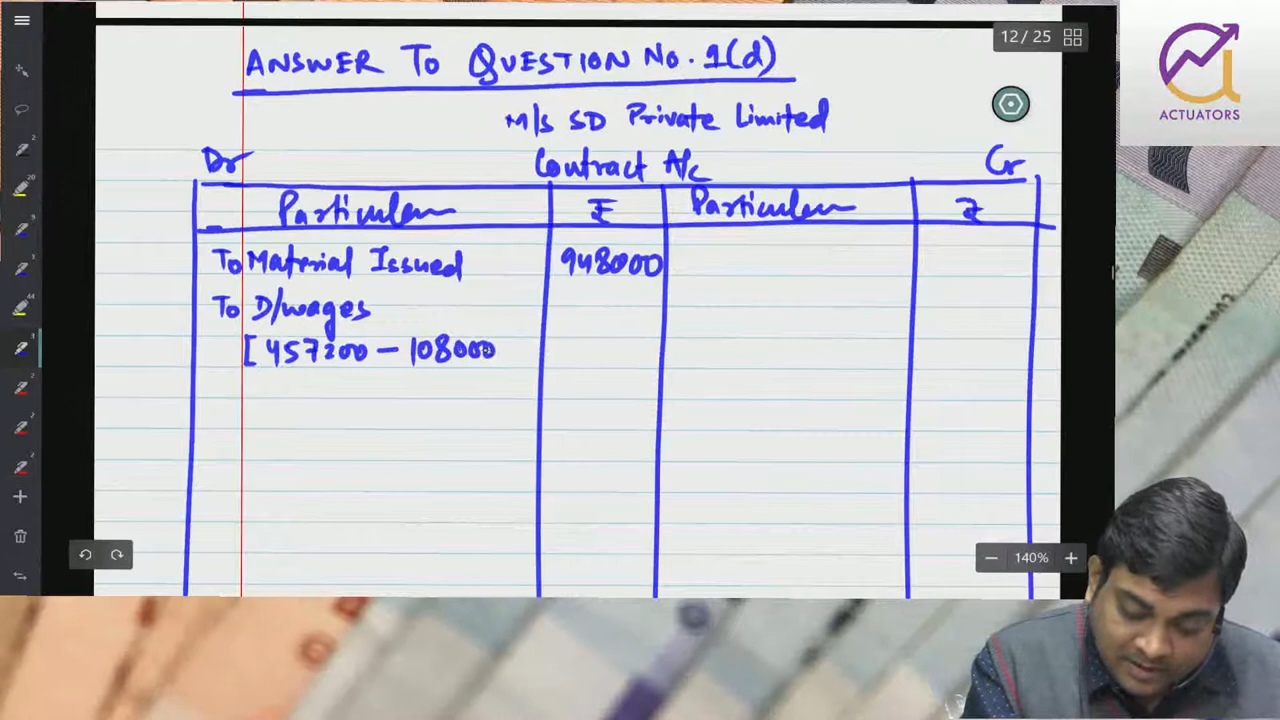 12/25
ACTUATORS
ANSWER TO QUESTION NO. 1(d)
M/s SD Private Limited
Dr Contract A/c Cr
Particulars ₹ Particulars ₹
To Material Issued 948000
To D/wages
[457200 - 108000
140%